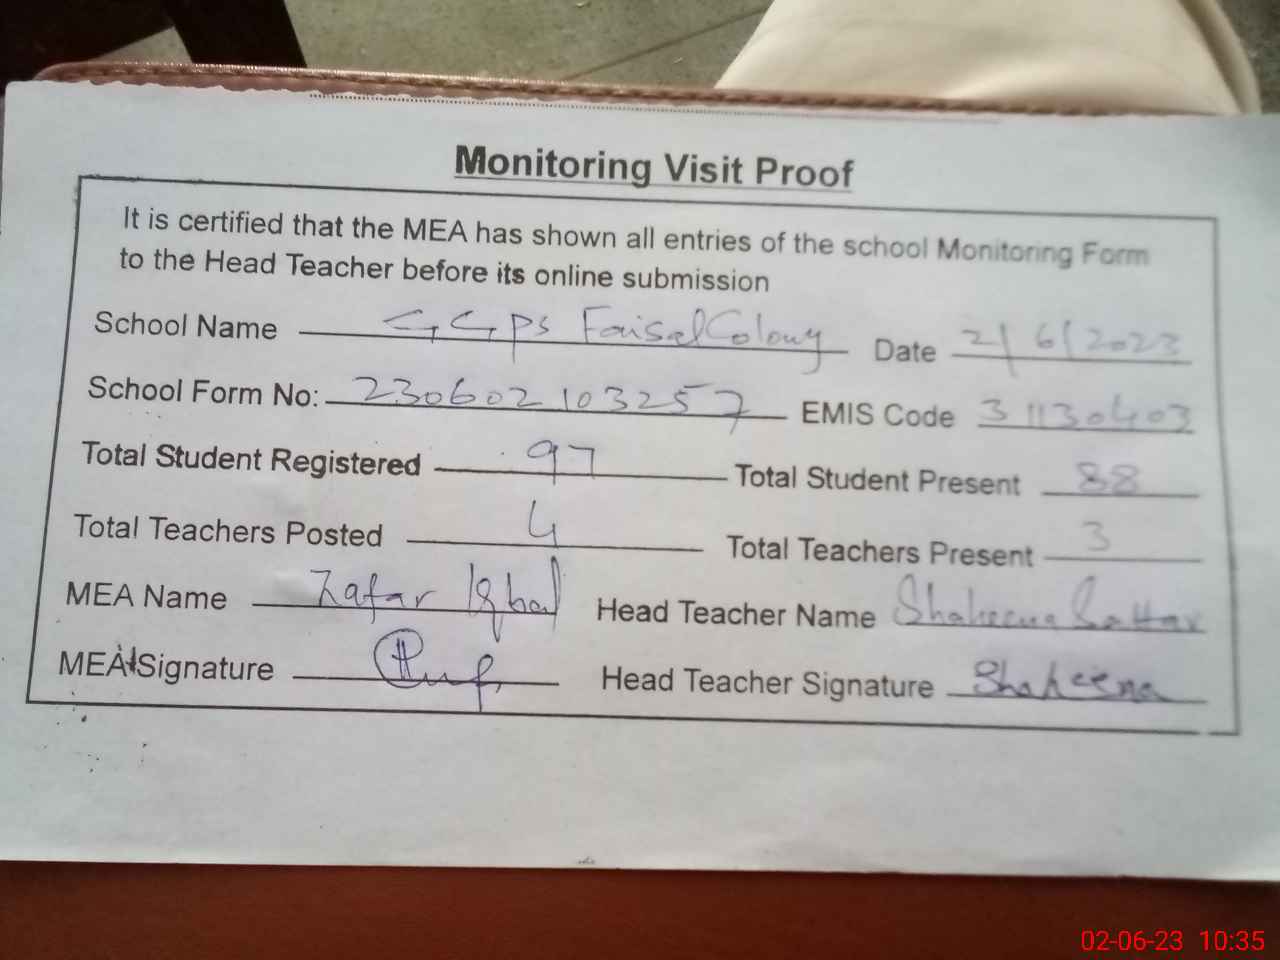 Monitoring Visit Proof
It is certified that the MEA has shown all entries of the school Monitoring Form
to the Head Teacher before its online submission
School Name GGPS Faisal Colony Date 2/6/2023
School Form No: 230602103257 EMIS Code 31130403
Total Student Registered 97 Total Student Present 88
Total Teachers Posted 4 Total Teachers Present 3
MEA Name Zafar Iqbal Head Teacher Name Shaheena Sattar
MEA Signature Head Teacher Signature Shaheena
02-06-23 10:35